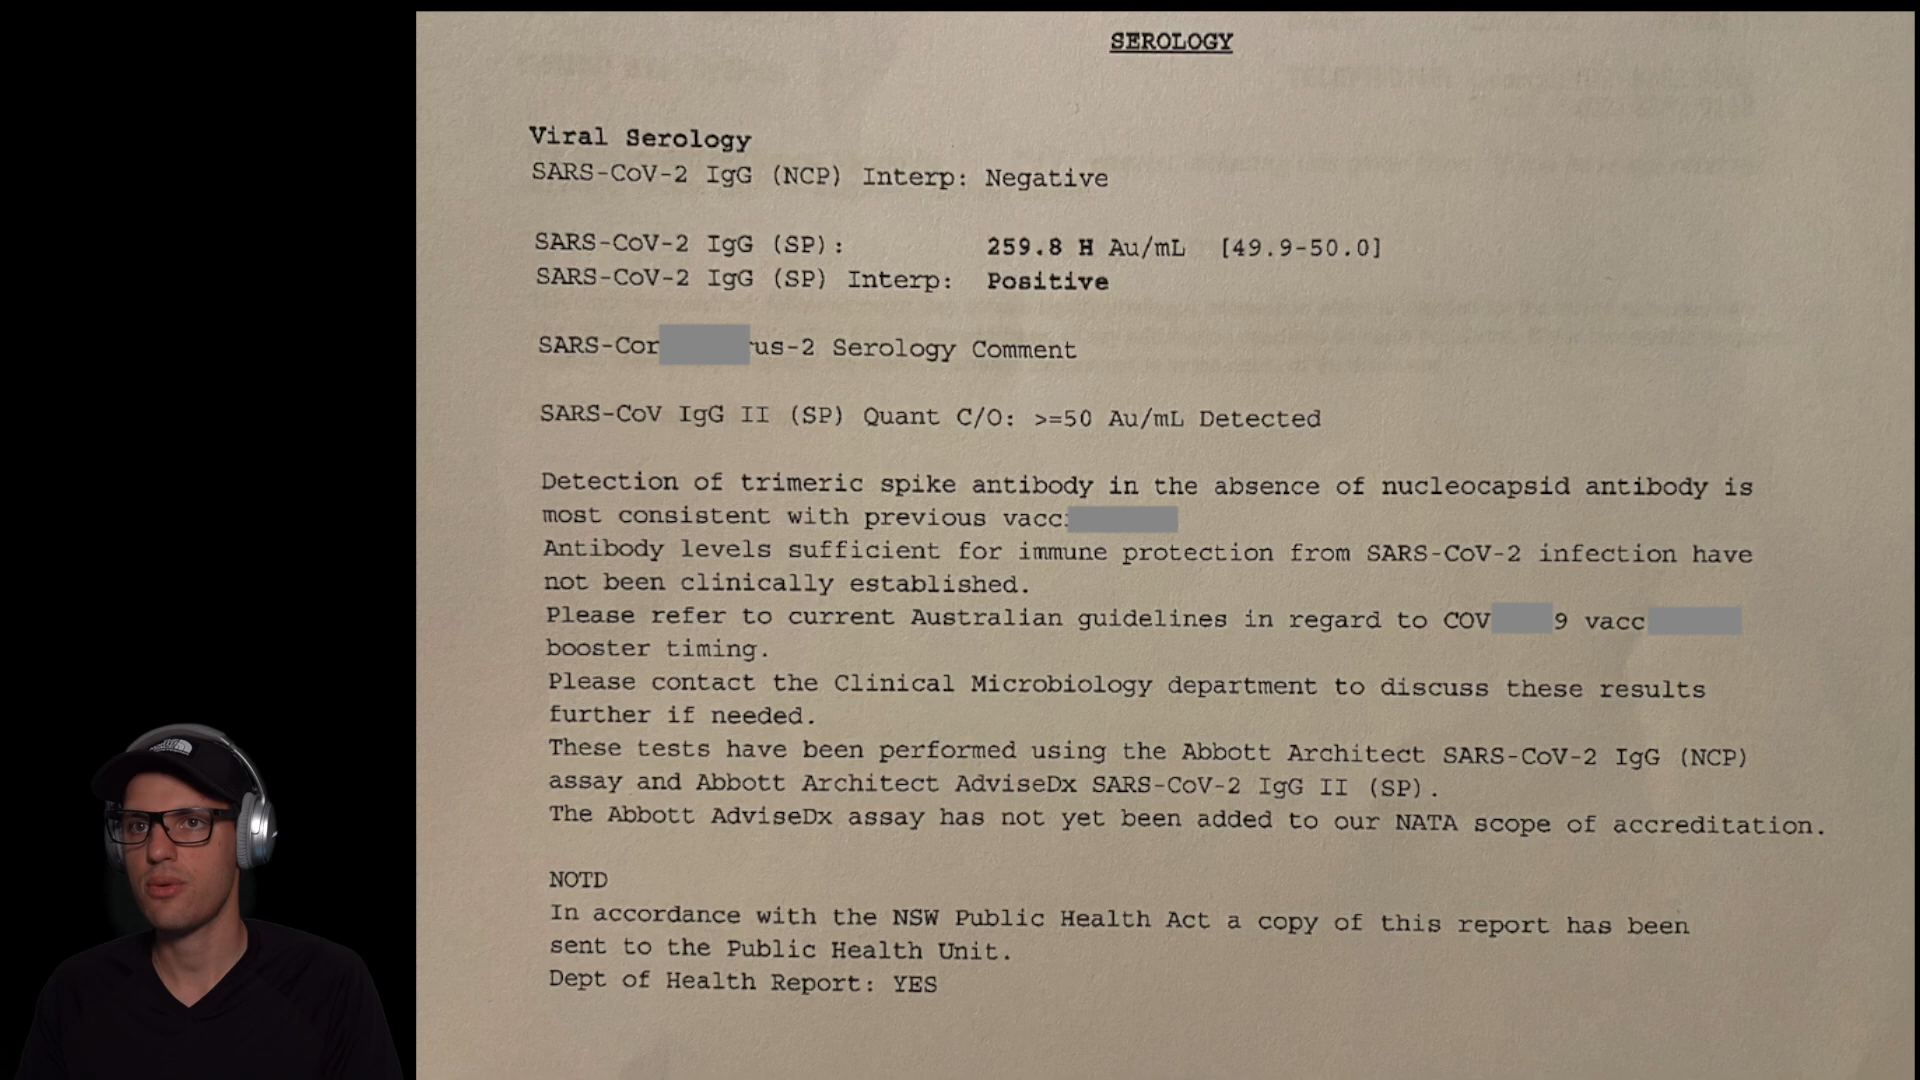 SEROLOGY
Viral Serology
SARS-CoV-2 IgG (NCP) Interp: Negative
SARS-CoV-2 IgG (SP): 259.8 H Au/mL [49.9-50.0]
SARS-CoV-2 IgG (SP) Interp: Positive
SARS-Cor rus-2 Serology Comment
SARS-CoV IgG II (SP) Quant C/O: >=50 Au/mL Detected
Detection of trimeric spike antibody in the absence of nucleocapsid antibody is
most consistent with previous vacc
Antibody levels sufficient for immune protection from SARS-CoV-2 infection have
not been clinically established.
Please refer to current Australian guidelines in regard to COV 9 vacc
booster timing.
Please contact the Clinical Microbiology department to discuss these results
further if needed.
These tests have been performed using the Abbott Architect SARS-CoV-2 IgG (NCP)
assay and Abbott Architect AdviseDx SARS-CoV-2 IgG II (SP).
The Abbott AdviseDx assay has not yet been added to our NATA scope of accreditation.
NOTD
In accordance with the NSW Public Health Act a copy of this report has been
sent to the Public Health Unit.
Dept of Health Report: YES